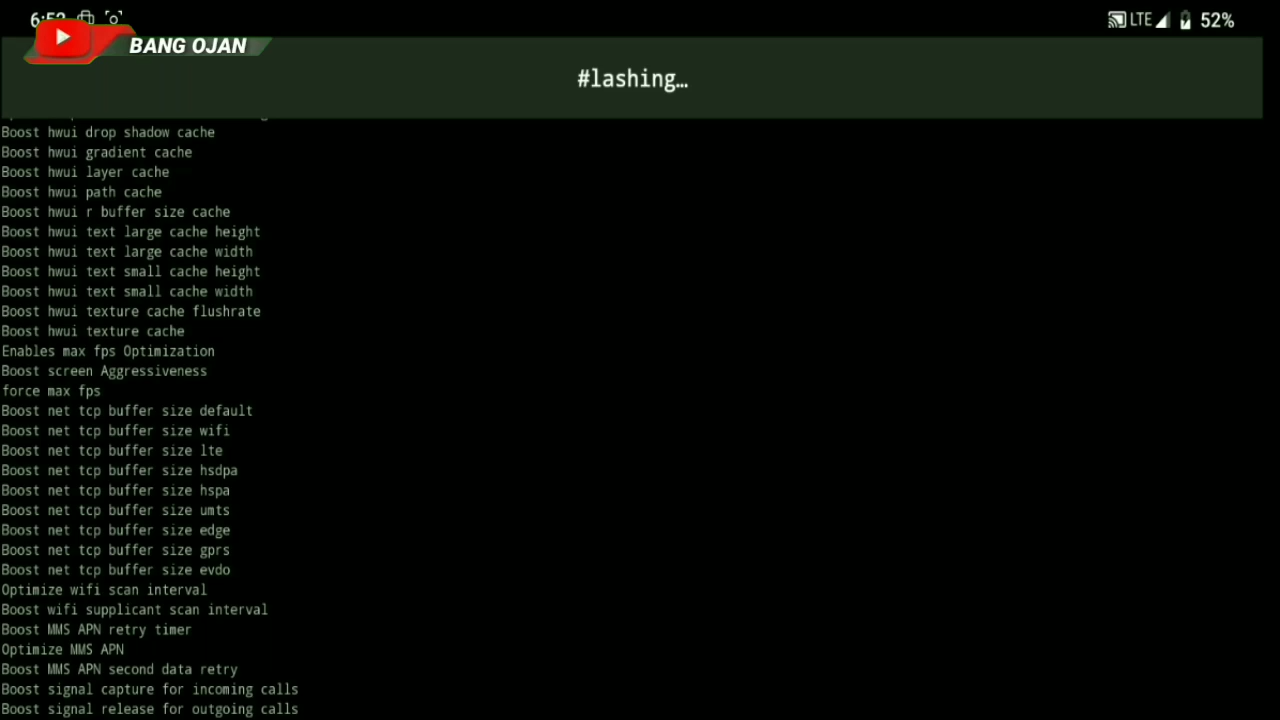 LTE 52%
BANG OJAN
#lashing…
Boost hwui drop shadow cache
Boost hwui gradient cache
Boost hwui layer cache
Boost hwui path cache
Boost hwui r buffer size cache
Boost hwui text large cache height
Boost hwui text large cache width
Boost hwui text small cache height
Boost hwui text small cache width
Boost hwui texture cache flushrate
Boost hwui texture cache
Enables max fps Optimization
Boost screen Aggressiveness
force max fps
Boost net tcp buffer size default
Boost net tcp buffer size wifi
Boost net tcp buffer size lte
Boost net tcp buffer size hsdpa
Boost net tcp buffer size hspa
Boost net tcp buffer size umts
Boost net tcp buffer size edge
Boost net tcp buffer size gprs
Boost net tcp buffer size evdo
Optimize wifi scan interval
Boost wifi supplicant scan interval
Boost MMS APN retry timer
Optimize MMS APN
Boost MMS APN second data retry
Boost signal capture for incoming calls
Boost signal release for outgoing calls